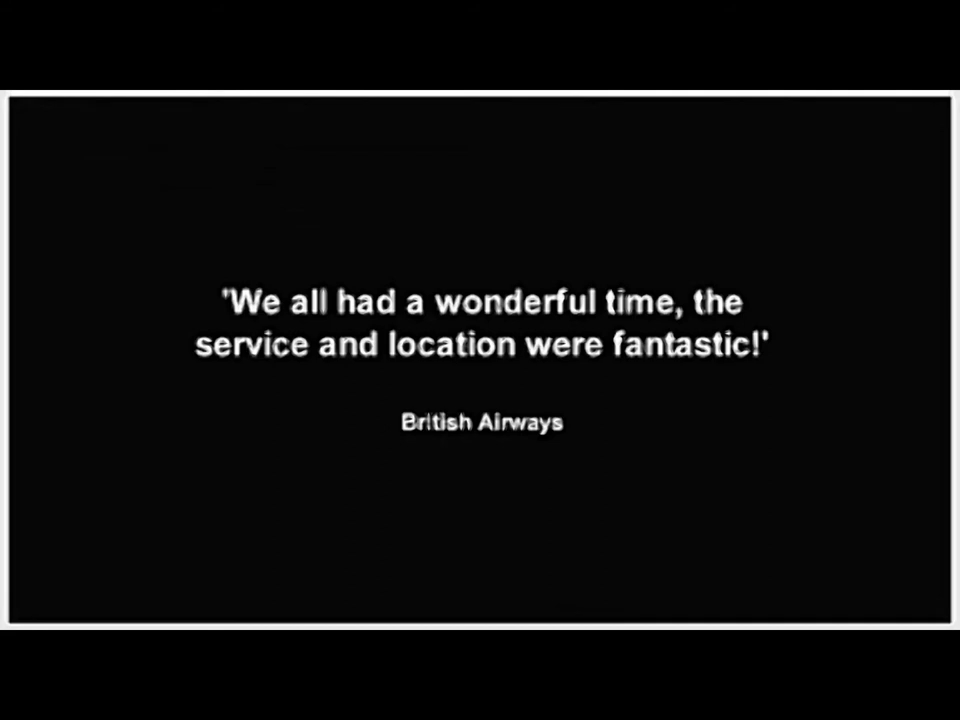 'We all had a wonderful time, the
service and location were fantastic!'
British Airways